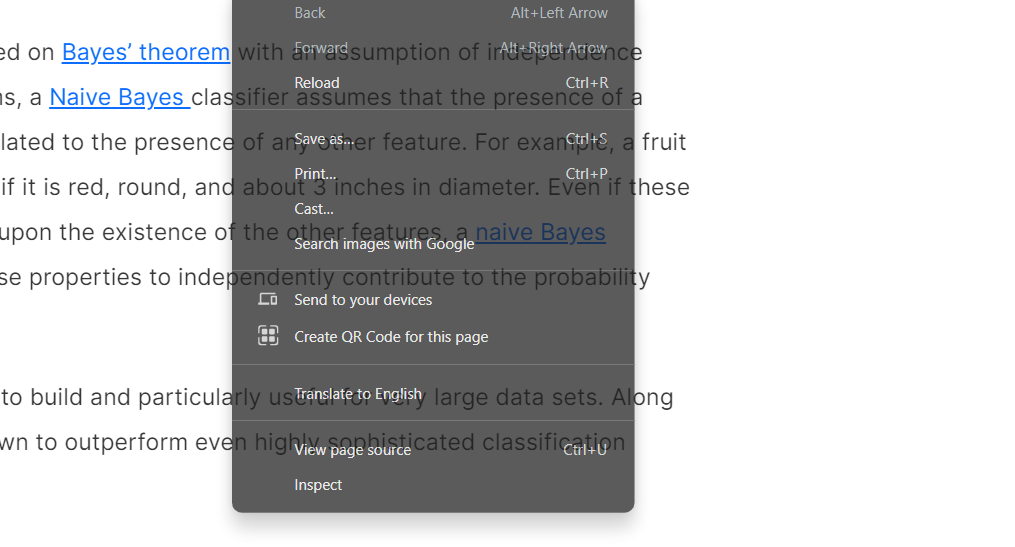 Back Alt+Left Arrow
ed on Bayes’ theorem with an assumption of independence
Forward Alt+Right Arrow
Reload Ctrl+R
ns, a Naive Bayes classifier assumes that the presence of a
Save as... Ctrl+S
lated to the presence of any other feature. For example, a fruit
Print... Ctrl+P
if it is red, round, and about 3 inches in diameter. Even if these
Cast...
upon the existence of the other features, a naive Bayes
Search images with Google
se properties to independently contribute to the probability
Send to your devices
Create QR Code for this page
Translate to English
to build and particularly useful for very large data sets. Along
wn to outperform even highly sophisticated classification
View page source Ctrl+U
Inspect